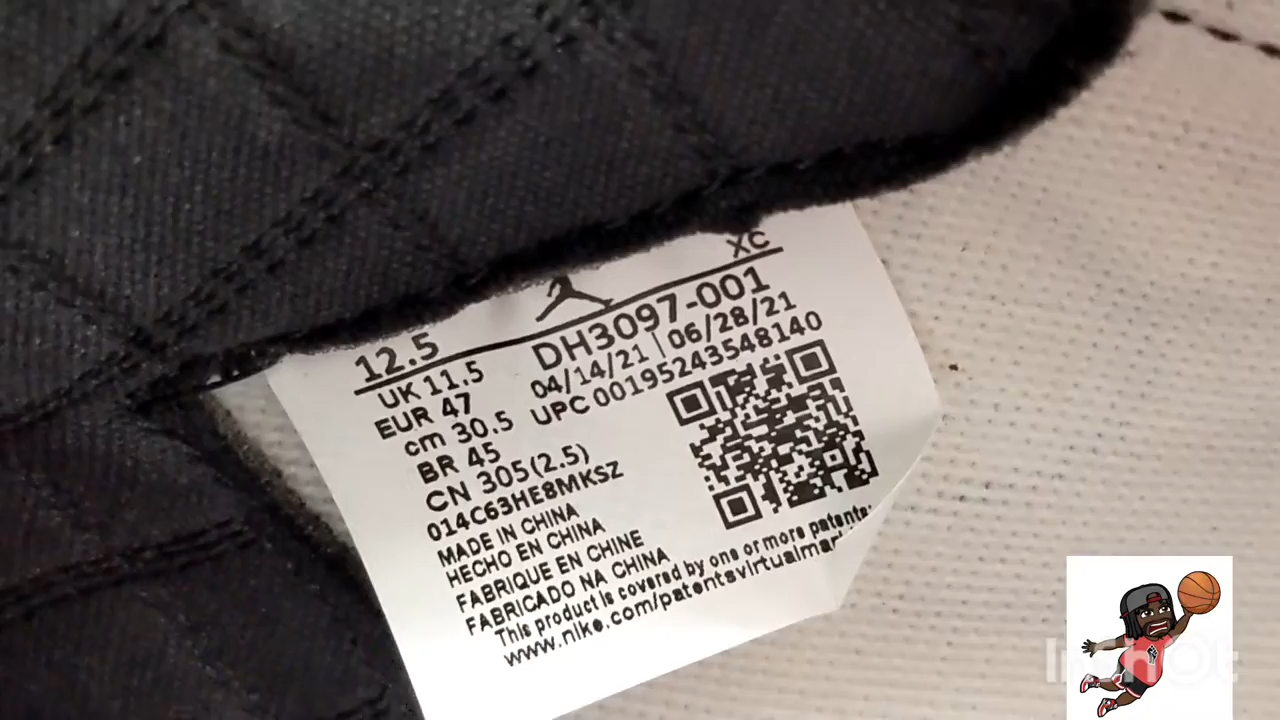 XC
12.5
DH3097-001
UK 11.5
04/14/21 | 06/28/21
EUR 47
UPC 00195243548140
cm 30.5
BR 45
CN 305(2.5)
014C63HE8MKSZ
MADE IN CHINA
HECHO EN CHINA
FABRIQUE EN CHINE
FABRICADO NA CHINA
This product is covered by one or more patents.
www.nike.com/patentsvirtualmar
InShOt